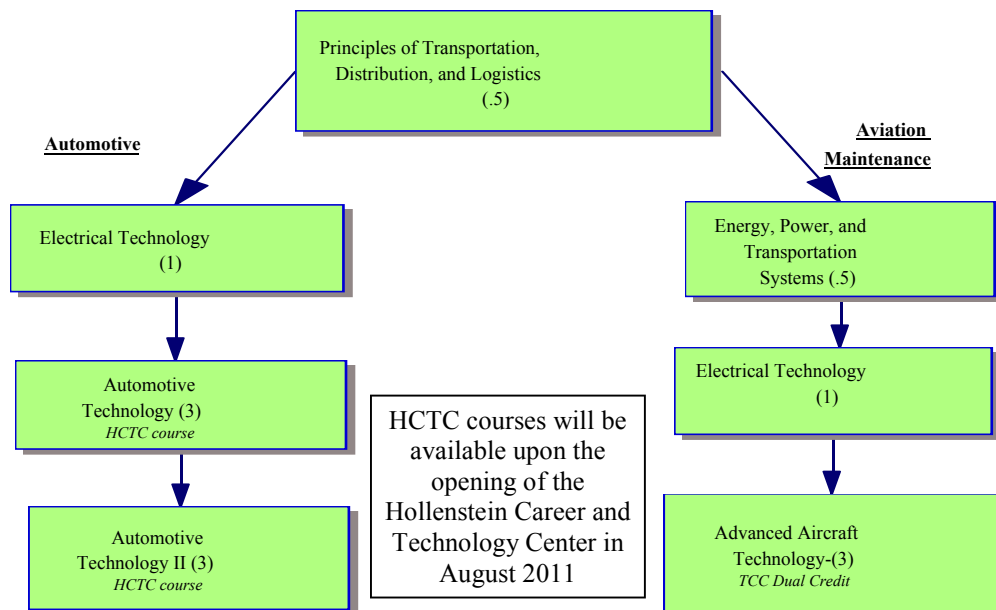 Principles of Transportation,
Distribution, and Logistics
(.5)
Automotive
Aviation
Maintenance
Electrical Technology
(1)
Energy, Power, and
Transportation
Systems (.5)
Automotive
Technology (3)
HCTC course
Electrical Technology
(1)
HCTC courses will be
available upon the
opening of the
Hollenstein Career and
Technology Center in
August 2011
Automotive
Technology II (3)
HCTC course
Advanced Aircraft
Technology-(3)
TCC Dual Credit